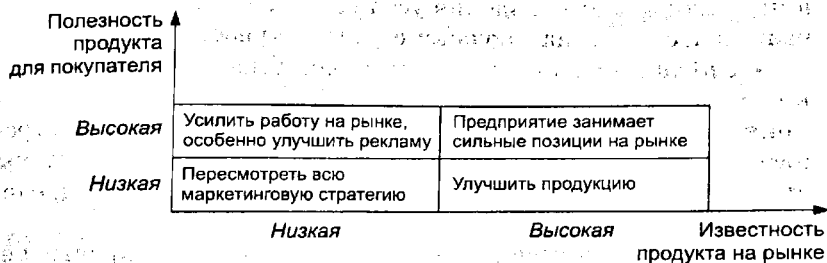 Полезность
продукта
для покупателя
Высокая
Усилить работу на рынке,
особенно улучшить рекламу
Предприятие занимает
сильные позиции на рынке
Низкая
Пересмотреть всю
маркетинговую стратегию
Улучшить продукцию
Низкая
Высокая
Известность
продукта на рынке